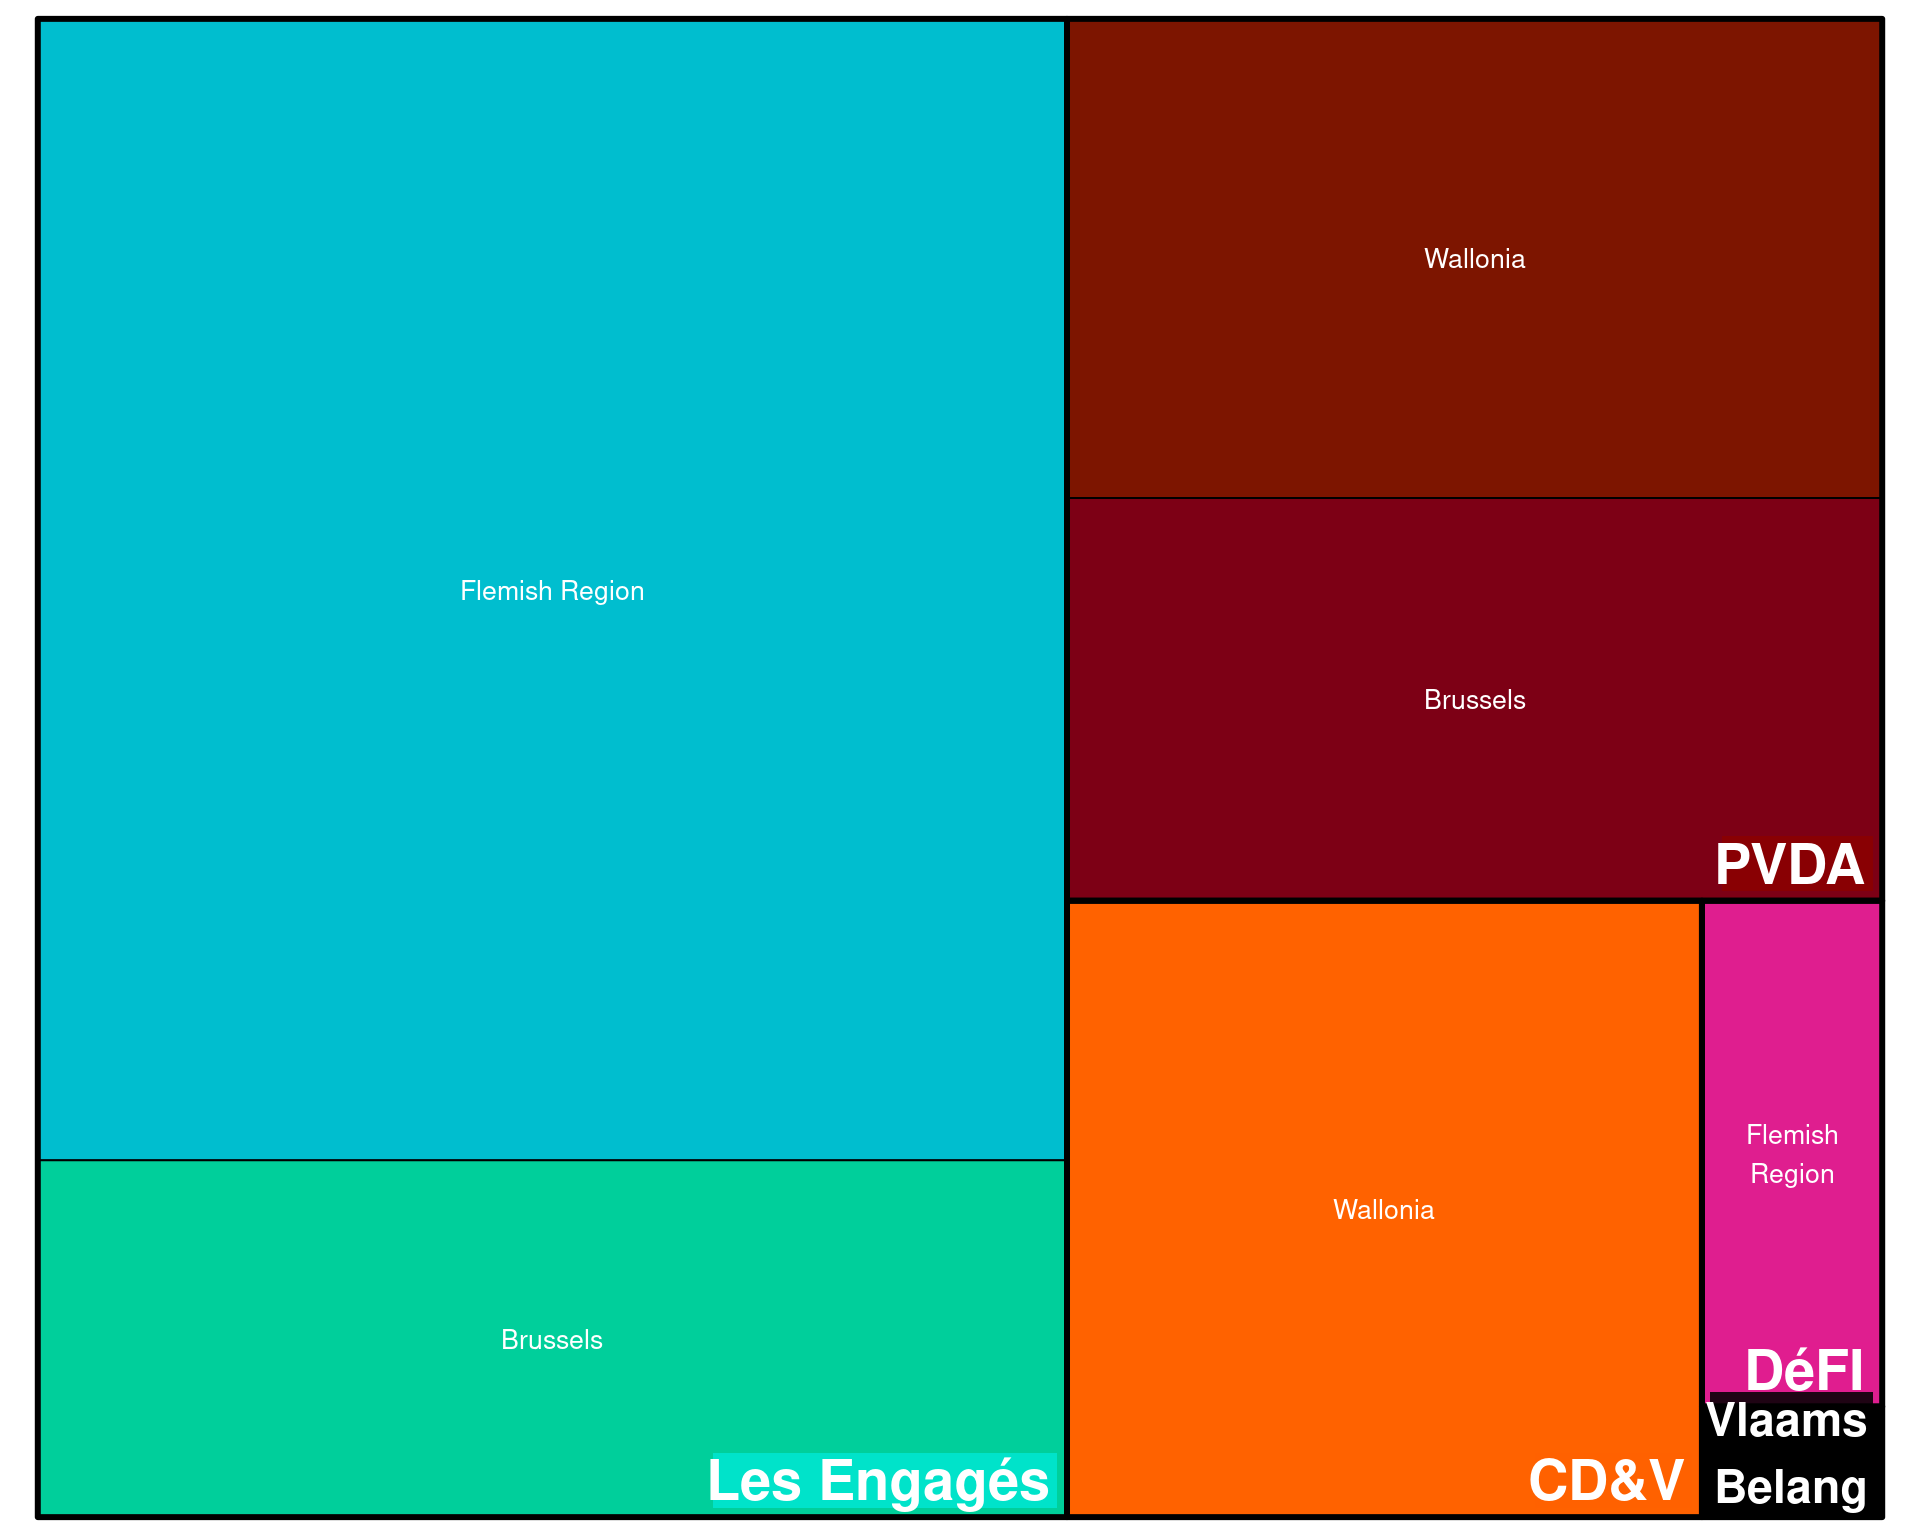 Flemish Region
Brussels
Les Engagés
Wallonia
Brussels
PVDA
Wallonia
CD&V
Flemish
Region
DéFI
Vlaams
Belang